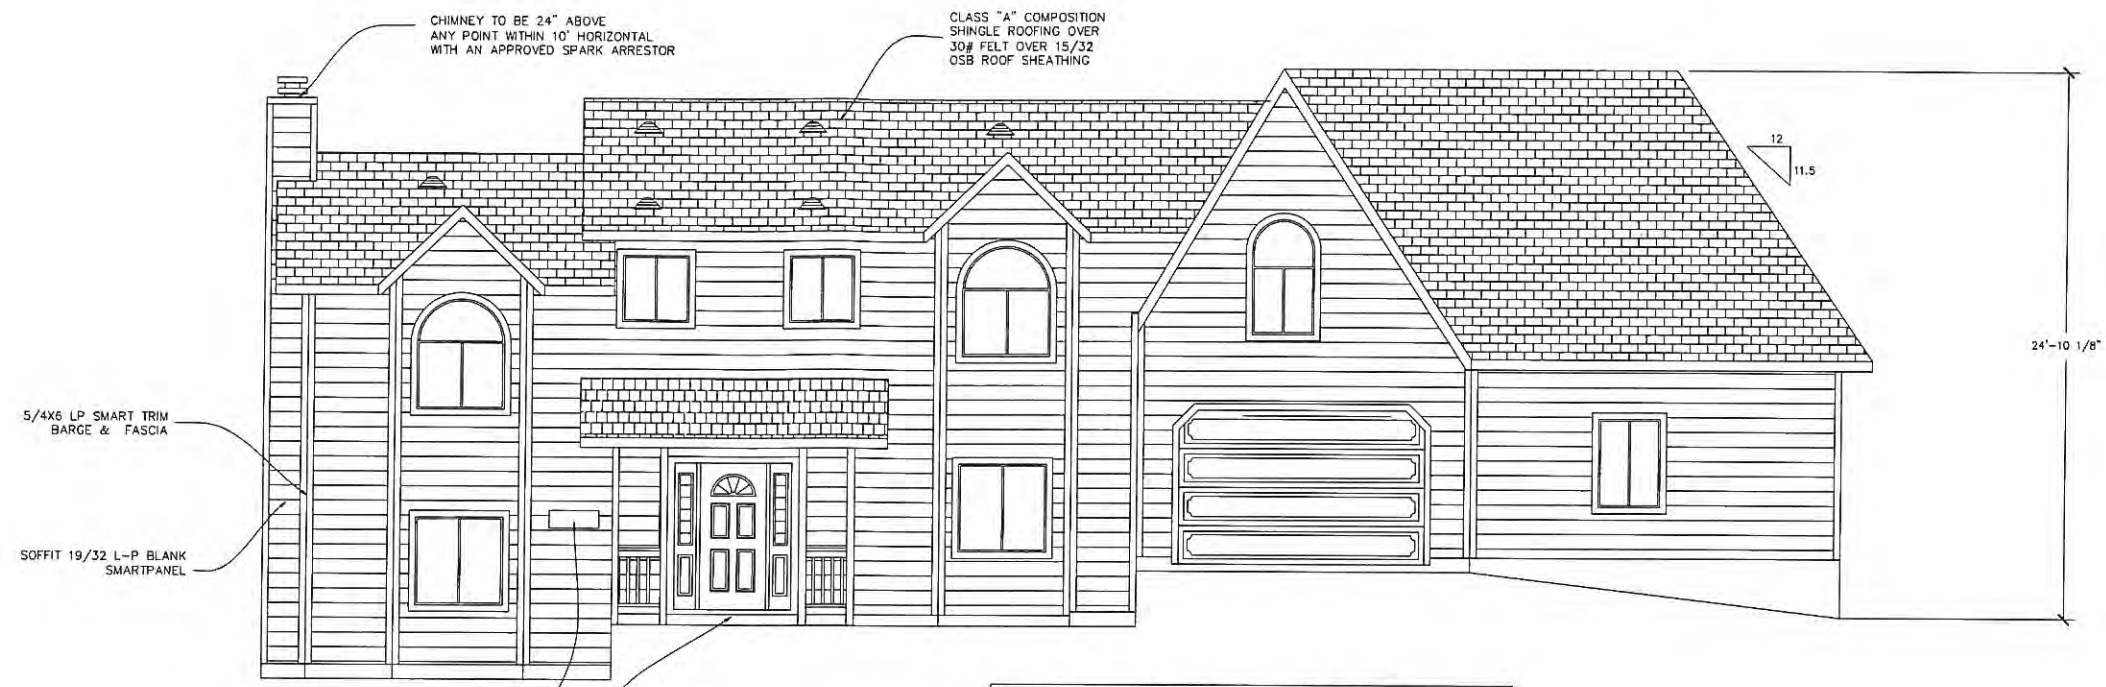 CHIMNEY TO BE 24" ABOVE
ANY POINT WITHIN 10' HORIZONTAL
WITH AN APPROVED SPARK ARRESTOR
CLASS "A" COMPOSITION
SHINGLE ROOFING OVER
30# FELT OVER 15/32
OSB ROOF SHEATHING
12
11.5
24'-10 1/8"
5/4X6 LP SMART TRIM
BARGE & FASCIA
SOFFIT 19/32 L-P BLANK
SMARTPANEL